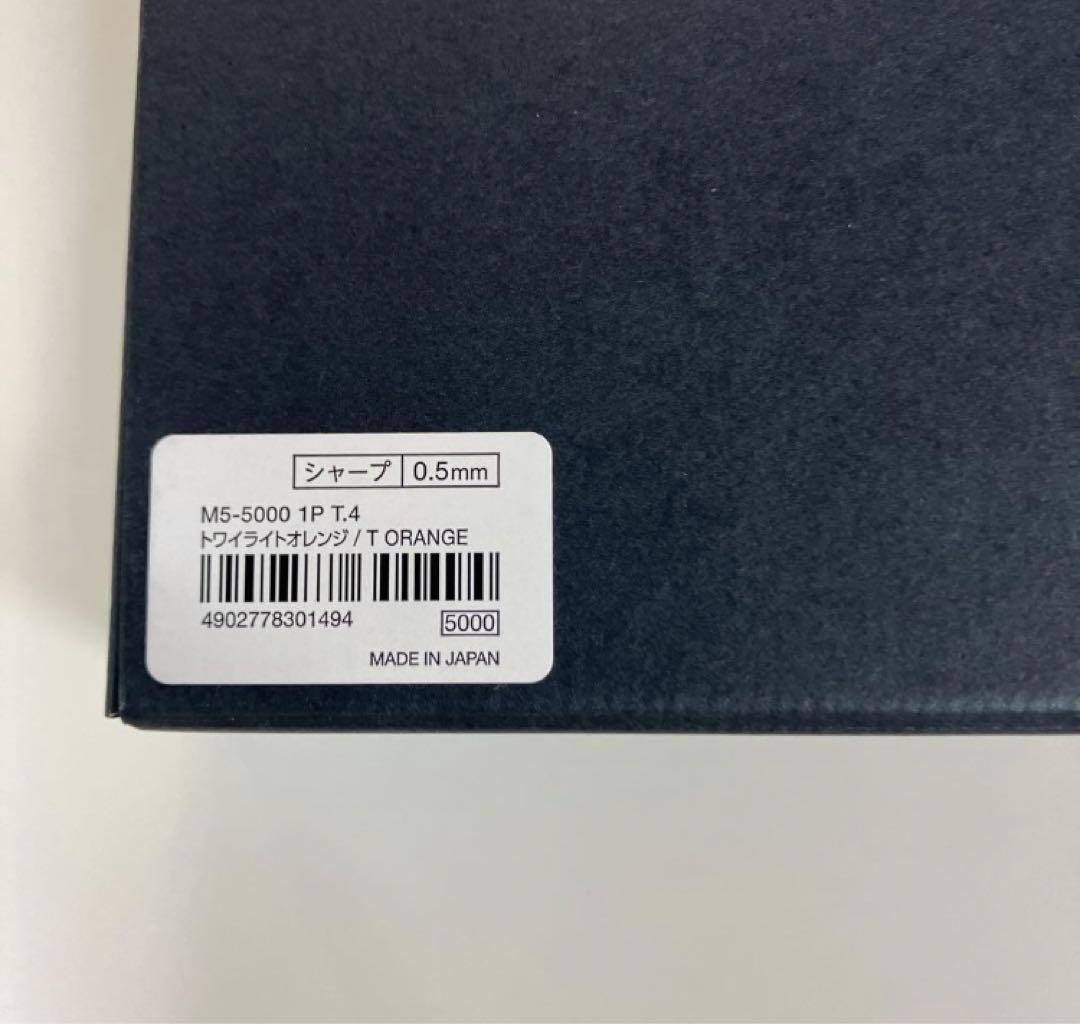 シャープ 0.5mm
M5-5000 1P T.4
トワイライトオレンジ / T ORANGE
4902778301494 5000
MADE IN JAPAN